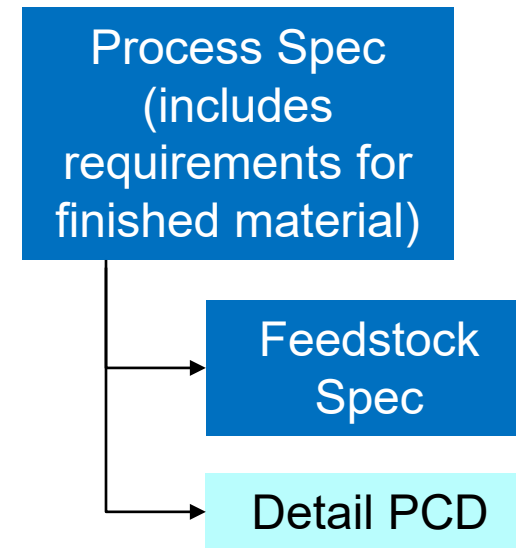 Process Spec
(includes
requirements for
finished material)
Feedstock
Spec
Detail PCD